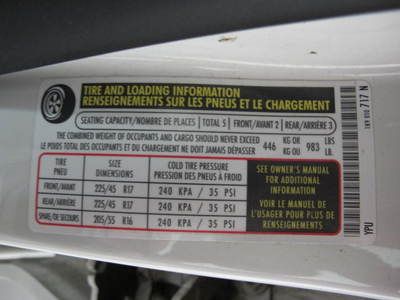 TIRE AND LOADING INFORMATION
RENSEIGNEMENTS SUR LES PNEUS ET LE CHARGEMENT
SEATING CAPACITY/NOMBRE DE PLACES TOTAL 5 FRONT/AVANT 2 REAR/ARRIÈRE 3
THE COMBINED WEIGHT OF OCCUPANTS AND CARGO SHOULD NEVER EXCEED 446 KG OR 983 LBS
LE POIDS TOTAL DES OCCUPANTS ET DU CHARGEMENT NE DOIT JAMAIS DÉPASSER KG OU LB.
TIRE SIZE COLD TIRE PRESSURE
PNEU DIMENSIONS PRESSION DES PNEUS À FROID
FRONT/AVANT 225/45 R17 240 KPA / 35 PSI
REAR/ARRIÈRE 225/45 R17 240 KPA / 35 PSI
SPARE/DE SECOURS 205/55 R16 240 KPA / 35 PSI
SEE OWNER'S MANUAL
FOR ADDITIONAL
INFORMATION
VOIR LE MANUEL DE
L'USAGER POUR PLUS
DE RENSEIGNEMENTS
717 N
YPU